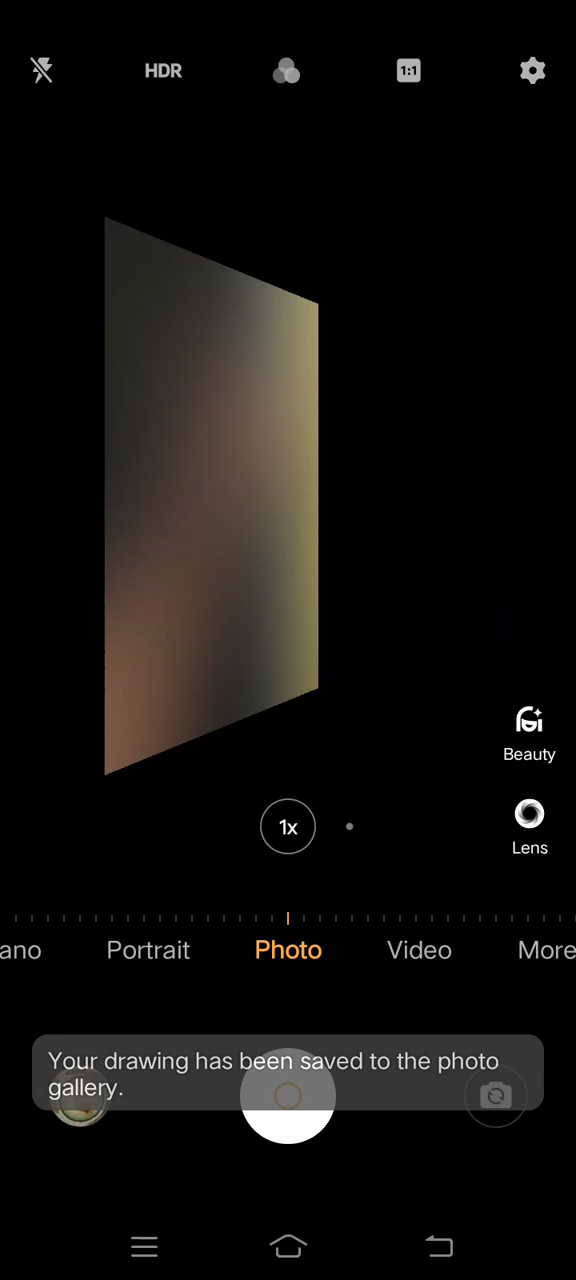 HDR
1:1
Beauty
1x
Lens
ano
Portrait
Photo
Video
More
Your drawing has been saved to the photo
gallery.